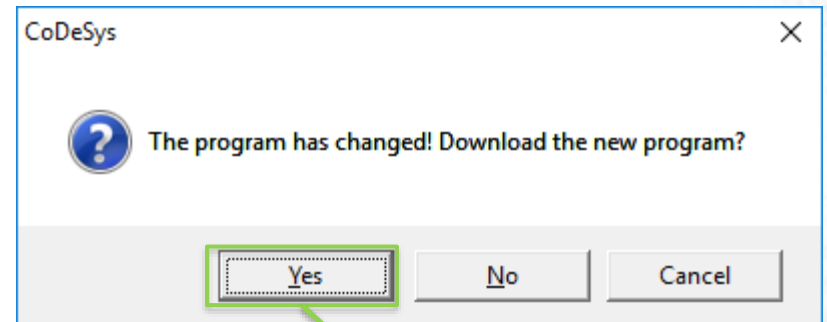 CoDeSys
The program has changed! Download the new program?
Yes No Cancel